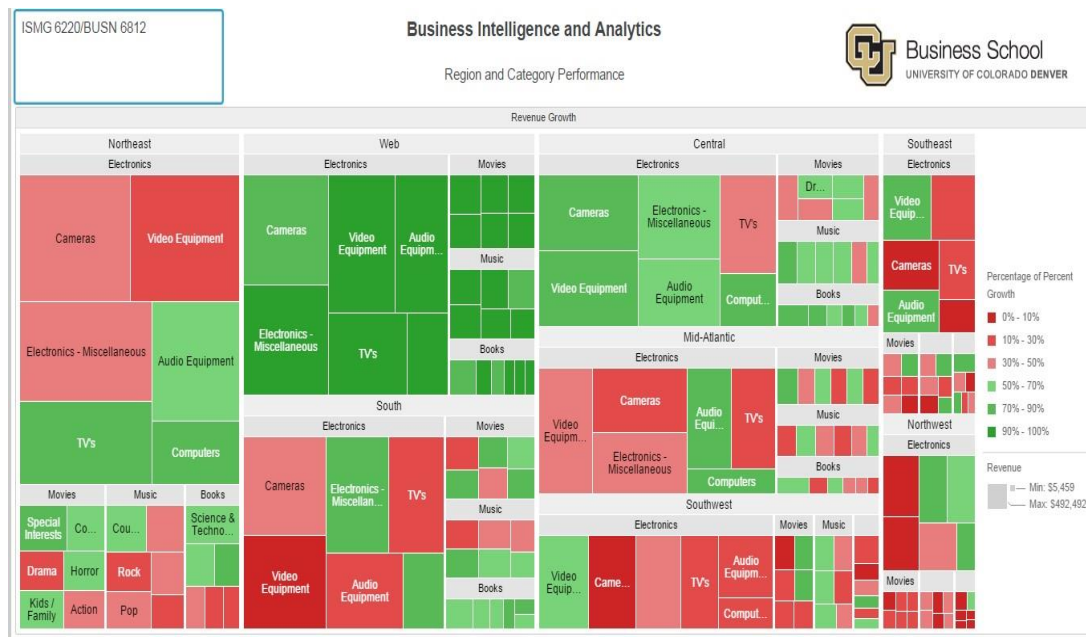 ISMG 6220/BUSN 6812
Business Intelligence and Analytics
Region and Category Performance
CU
Business School
UNIVERSITY OF COLORADO DENVER
Revenue Growth
Northeast
Electronics
Cameras
Video Equipment
Electronics - Miscellaneous
Audio Equipment
TV's
Computers
Movies
Music
Books
Special
Interests
Co...
Cou...
Science &
Techno...
Drama
Horror
Rock
Kids /
Family
Action
Pop
Web
Electronics
Cameras
Video
Equipment
Audio
Equipm...
Electronics -
Miscellaneous
TV's
Movies
Music
Books
South
Electronics
Cameras
Electronics -
Miscellan...
TV's
Video
Equipment
Audio
Equipment
Movies
Music
Books
Central
Electronics
Cameras
Electronics -
Miscellaneous
TV's
Video Equipment
Audio
Equipment
Comput...
Movies
Dr...
Music
Books
Mid-Atlantic
Electronics
Video
Equipm...
Cameras
Audio
Equi...
TV's
Electronics -
Miscellaneous
Computers
Movies
Music
Books
Southwest
Electronics
Video
Equip...
Came...
TV's
Audio
Equipm...
Comput...
Movies
Music
Southeast
Electronics
Video
Equip...
Cameras
TV's
Audio
Equipment
Movies
Northwest
Electronics
Movies
Percentage of Percent
Growth
0% - 10%
10% - 30%
30% - 50%
50% - 70%
70% - 90%
90% - 100%
Revenue
Min: $5,459
Max: $492,492